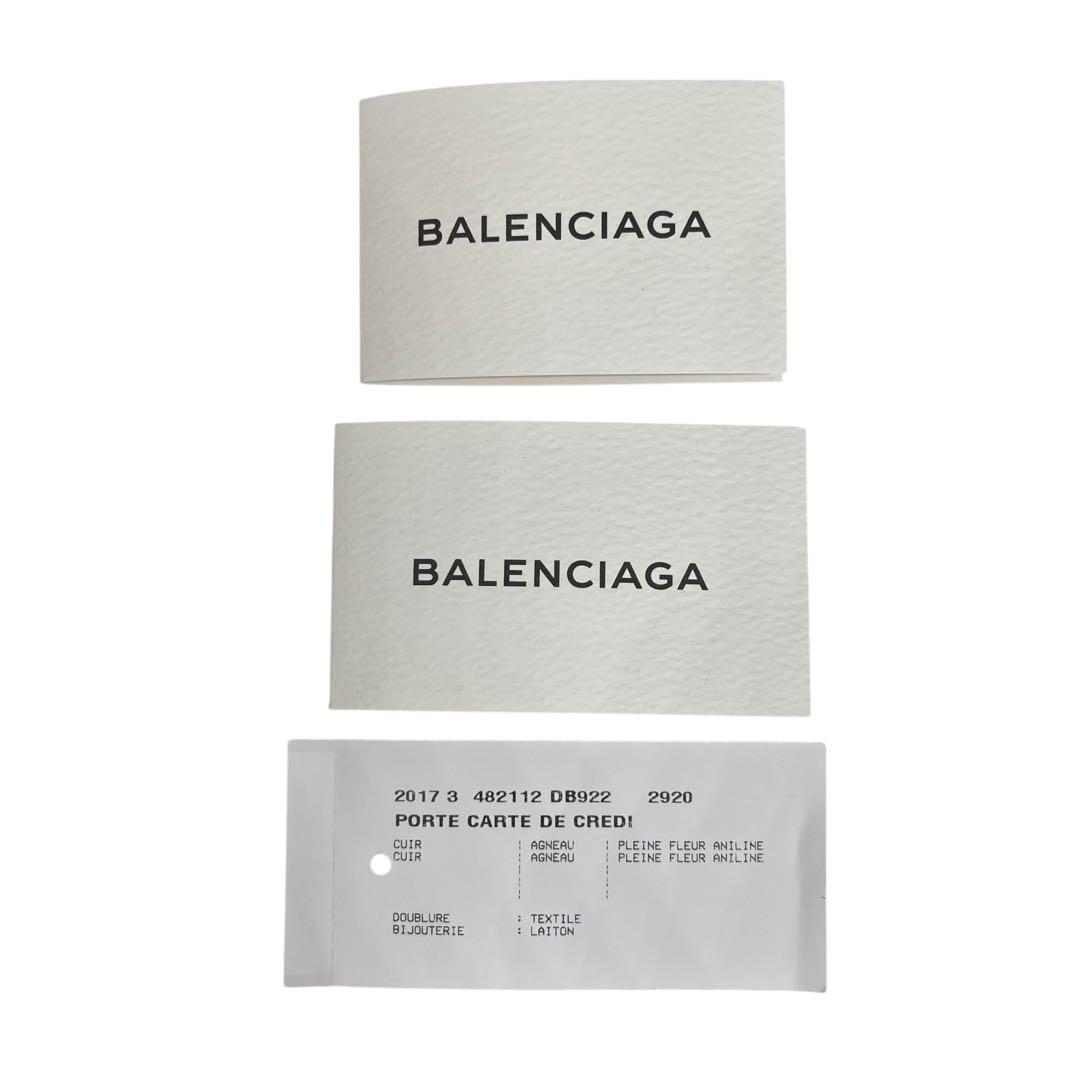 BALENCIAGA
BALENCIAGA
2017 3 482112 DB922 2920
PORTE CARTE DE CREDI
CUIR ¦ AGNEAU ¦ PLEINE FLEUR ANILINE
CUIR ¦ AGNEAU ¦ PLEINE FLEUR ANILINE
DOUBLURE : TEXTILE
BIJOUTERIE : LAITON